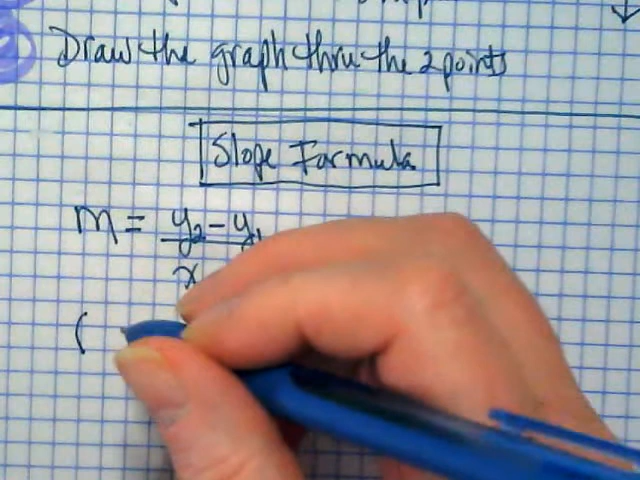 Draw the graph thru the 2 points
Slope Formula
m = y₂ - y₁
x
(